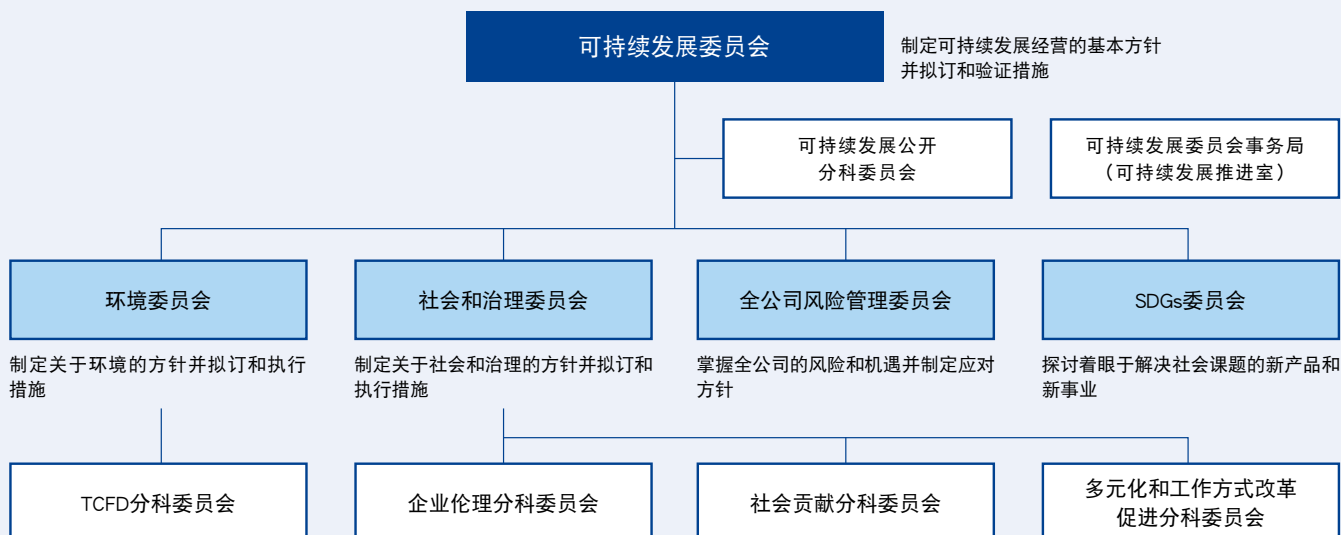 可持续发展委员会
制定可持续发展经营的基本方针
并拟订和验证措施
可持续发展公开
分科委员会
可持续发展委员会事务局
（可持续发展推进室）
环境委员会
制定关于环境的方针并拟订和执行
措施
社会和治理委员会
制定关于社会和治理的方针并拟订和
执行措施
全公司风险管理委员会
掌握全公司的风险和机遇并制定应对
方针
SDGs委员会
探讨着眼于解决社会课题的新产品和
新事业
TCFD分科委员会
企业伦理分科委员会
社会贡献分科委员会
多元化和工作方式改革
促进分科委员会